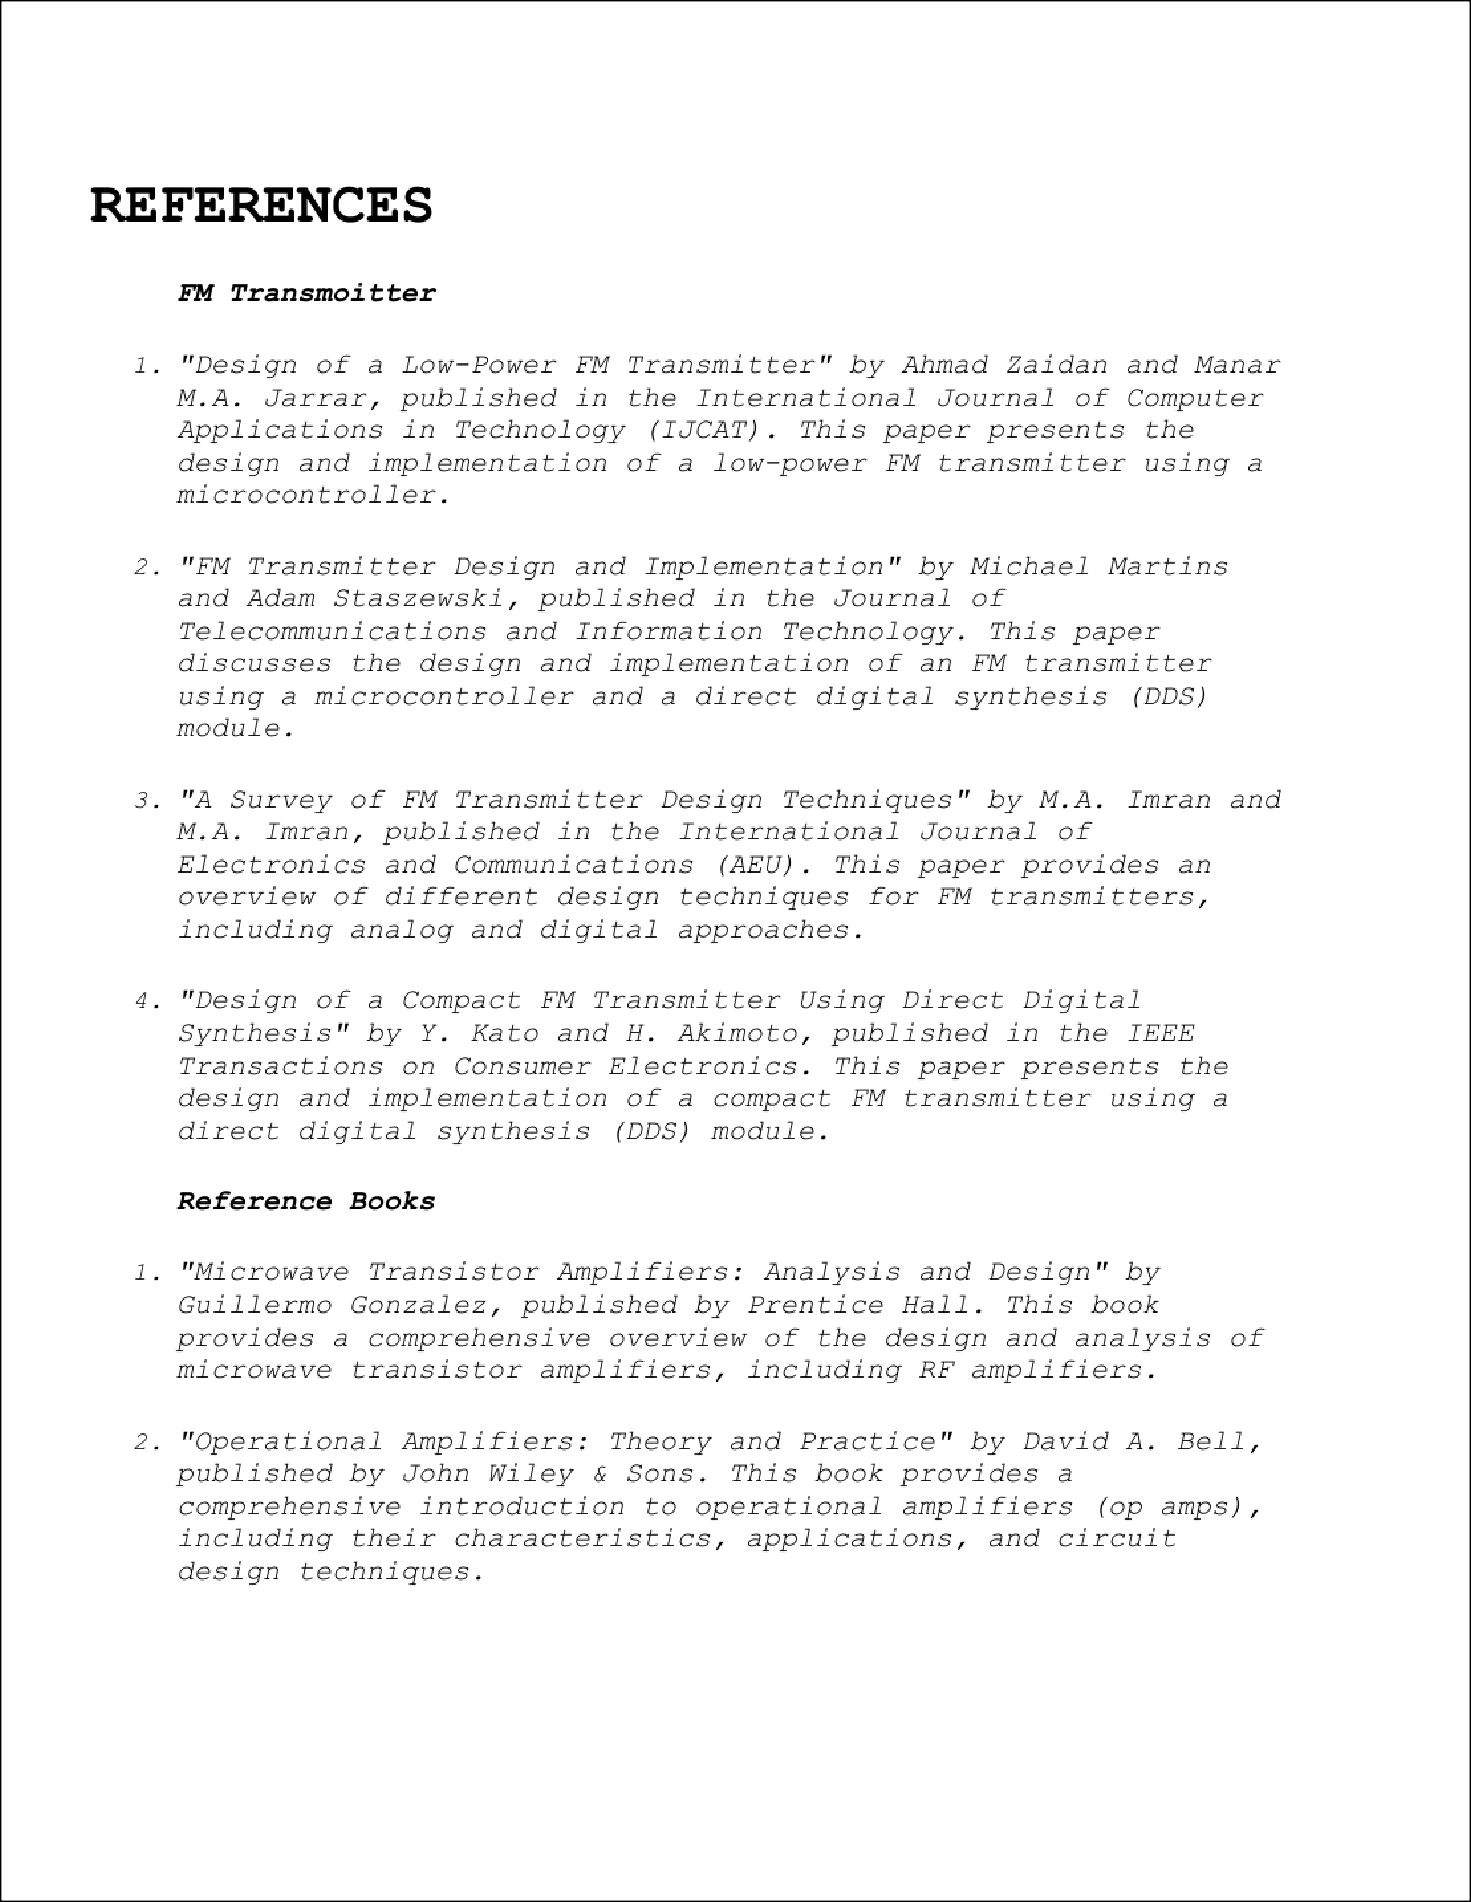 REFERENCES
FM Transmoitter
1. "Design of a Low-Power FM Transmitter" by Ahmad Zaidan and Manar
M.A. Jarrar, published in the International Journal of Computer
Applications in Technology (IJCAT). This paper presents the
design and implementation of a low-power FM transmitter using a
microcontroller.
2. "FM Transmitter Design and Implementation" by Michael Martins
and Adam Staszewski, published in the Journal of
Telecommunications and Information Technology. This paper
discusses the design and implementation of an FM transmitter
using a microcontroller and a direct digital synthesis (DDS)
module.
3. "A Survey of FM Transmitter Design Techniques" by M.A. Imran and
M.A. Imran, published in the International Journal of
Electronics and Communications (AEU). This paper provides an
overview of different design techniques for FM transmitters,
including analog and digital approaches.
4. "Design of a Compact FM Transmitter Using Direct Digital
Synthesis" by Y. Kato and H. Akimoto, published in the IEEE
Transactions on Consumer Electronics. This paper presents the
design and implementation of a compact FM transmitter using a
direct digital synthesis (DDS) module.
Reference Books
1. "Microwave Transistor Amplifiers: Analysis and Design" by
Guillermo Gonzalez, published by Prentice Hall. This book
provides a comprehensive overview of the design and analysis of
microwave transistor amplifiers, including RF amplifiers.
2. "Operational Amplifiers: Theory and Practice" by David A. Bell,
published by John Wiley & Sons. This book provides a
comprehensive introduction to operational amplifiers (op amps),
including their characteristics, applications, and circuit
design techniques.